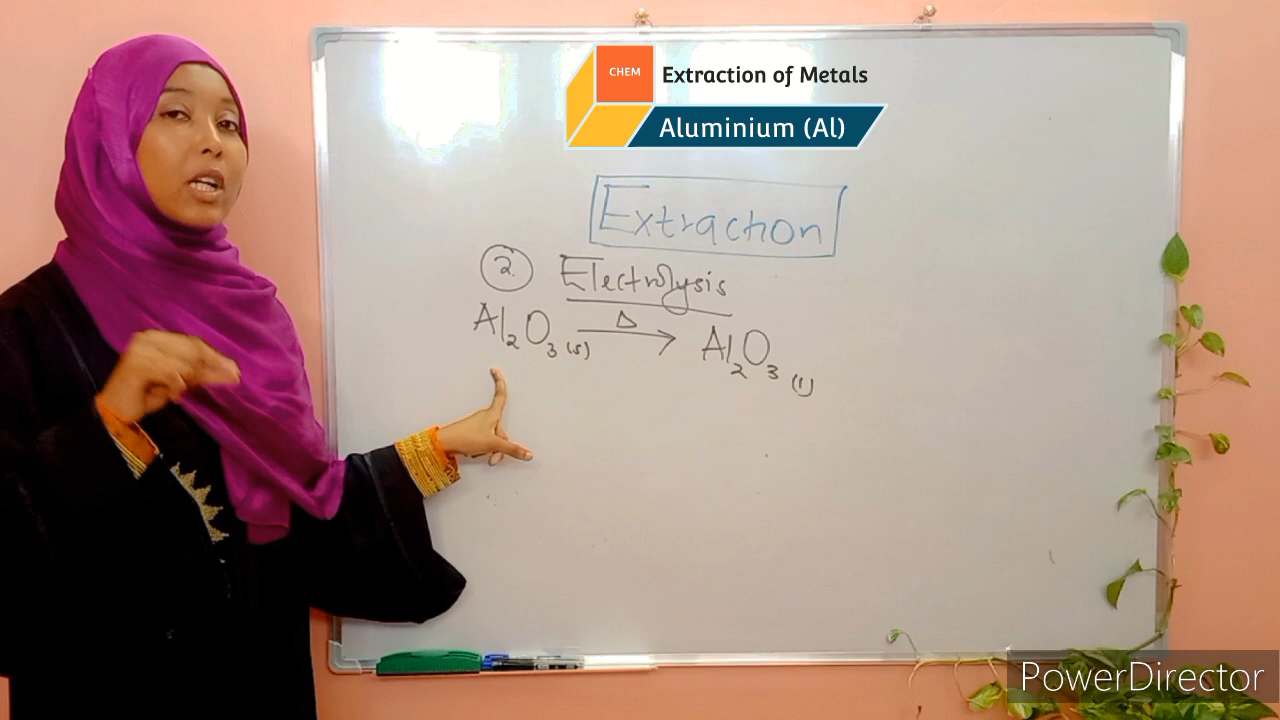 CHEM
Extraction of Metals
Aluminium (Al)
Extraction
2. Electrolysis
Al₂O₃ (s) —Δ→ Al₂O₃ (l)
PowerDirector